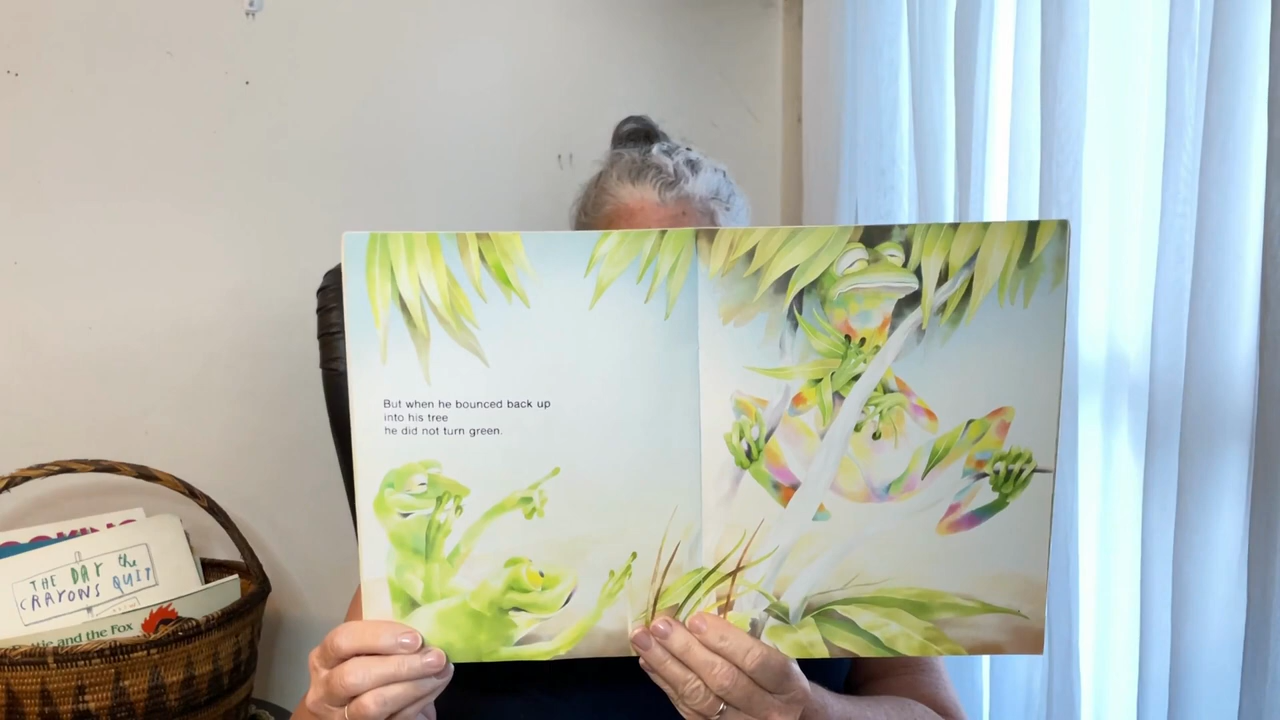 But when he bounced back up
into his tree
he did not turn green.
THE DAY the
CRAYONS QUIT
and the Fox